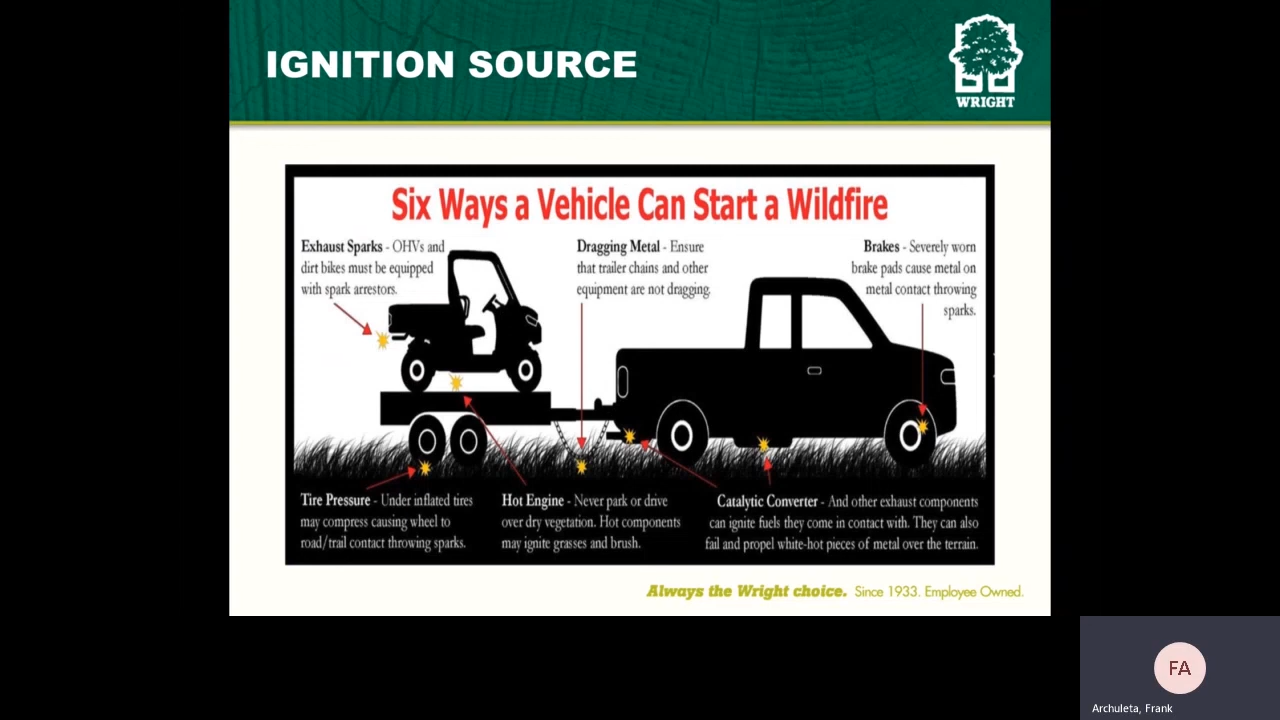 IGNITION SOURCE
WRIGHT
Six Ways a Vehicle Can Start a Wildfire
Exhaust Sparks - OHVs and
dirt bikes must be equipped
with spark arrestors.
Dragging Metal - Ensure
that trailer chains and other
equipment are not dragging.
Brakes - Severely worn
brake pads cause metal on
metal contact throwing
sparks.
Tire Pressure - Under inflated tires
may compress causing wheel to
road/trail contact throwing sparks.
Hot Engine - Never park or drive
over dry vegetation. Hot components
may ignite grasses and brush.
Catalytic Converter - And other exhaust components
can ignite fuels they come in contact with. They can also
fail and propel white-hot pieces of metal over the terrain.
Always the Wright choice. Since 1933. Employee Owned.
FA
Archuleta, Frank